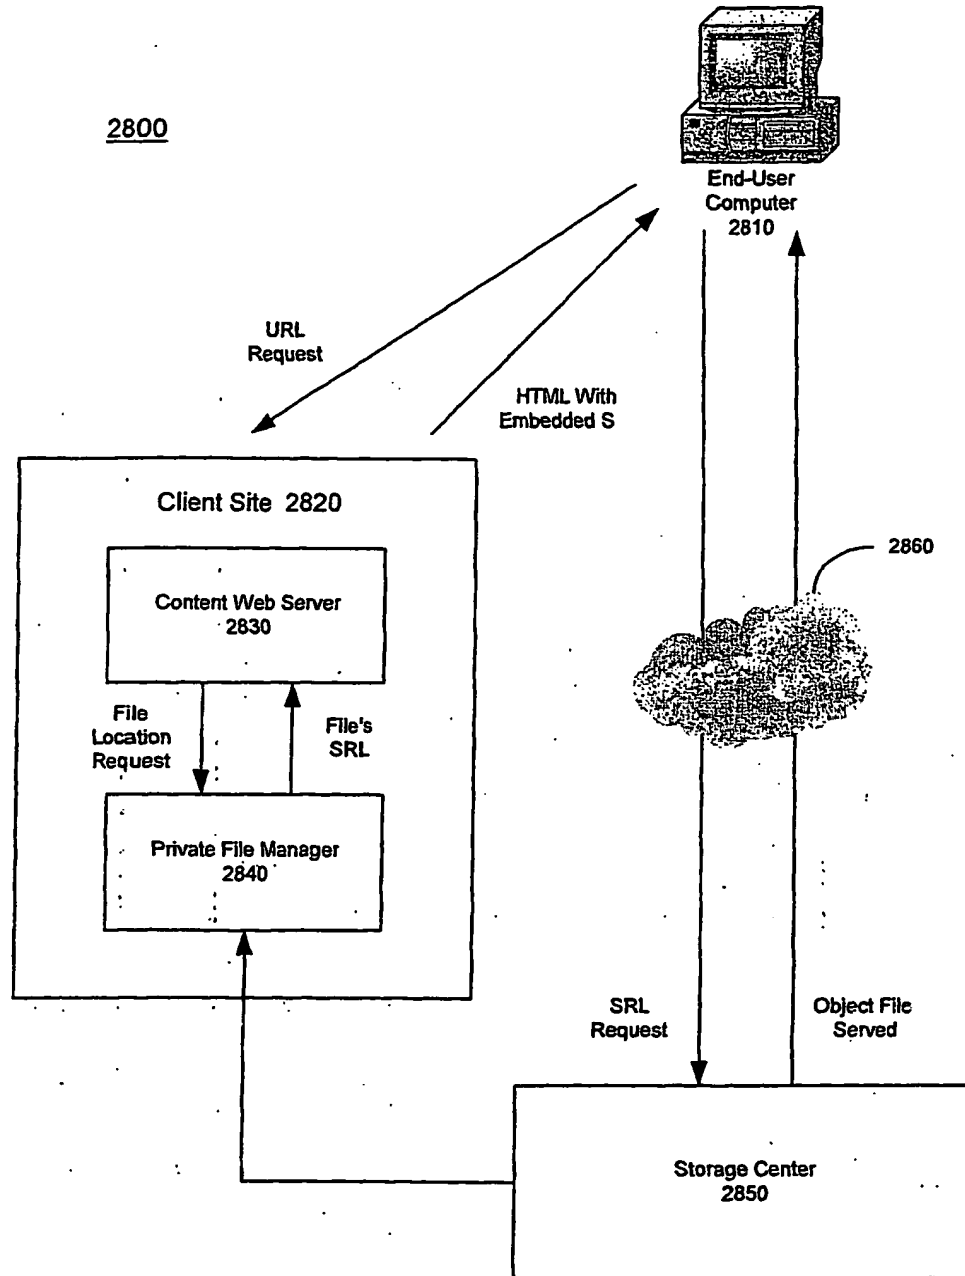 2800
End-User
Computer
2810
URL
Request
HTML With
Embedded S
Client Site 2820
2860
Content Web Server
2830
File
Location
Request
File's
SRL
Private File Manager
2840
SRL
Request
Object File
Served
Storage Center
2850